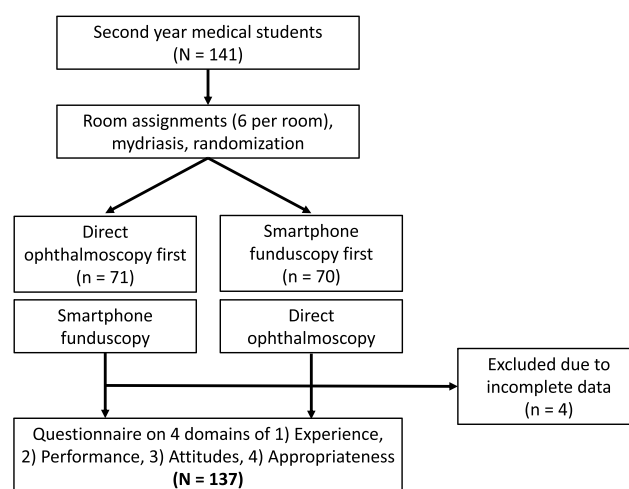 Second year medical students
(N = 141)
Room assignments (6 per room),
mydriasis, randomization
Direct
ophthalmoscopy first
(n = 71)
Smartphone
funduscopy first
(n = 70)
Smartphone
funduscopy
Direct
ophthalmoscopy
Excluded due to
incomplete data
(n = 4)
Questionnaire on 4 domains of 1) Experience,
2) Performance, 3) Attitudes, 4) Appropriateness
(N = 137)